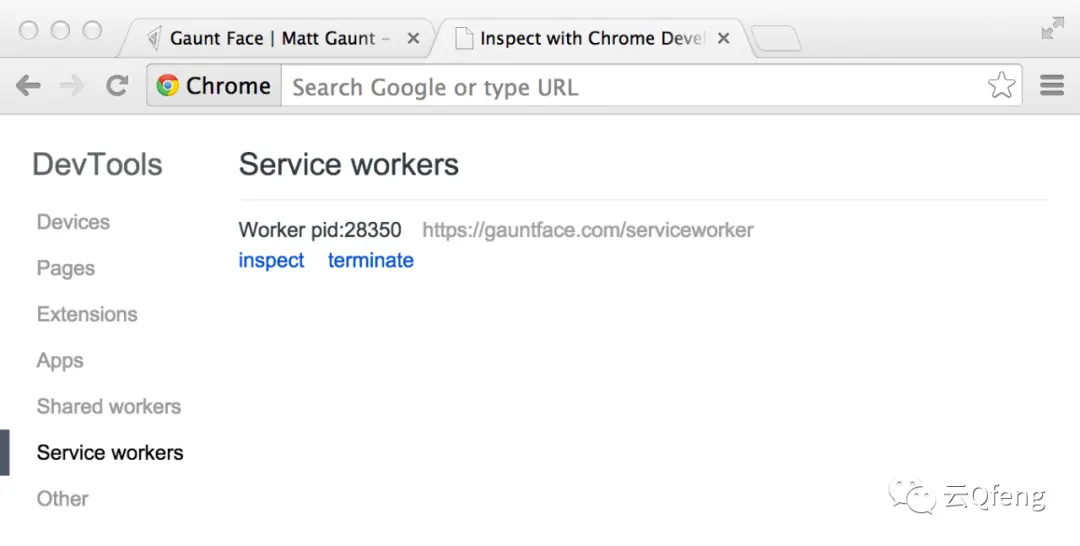 Gaunt Face | Matt Gaunt –
Inspect with Chrome Deve
Chrome
Search Google or type URL
DevTools
Devices
Pages
Extensions
Apps
Shared workers
Service workers
Other
Service workers
Worker pid:28350 https://gauntface.com/serviceworker
inspect terminate
云Qfeng